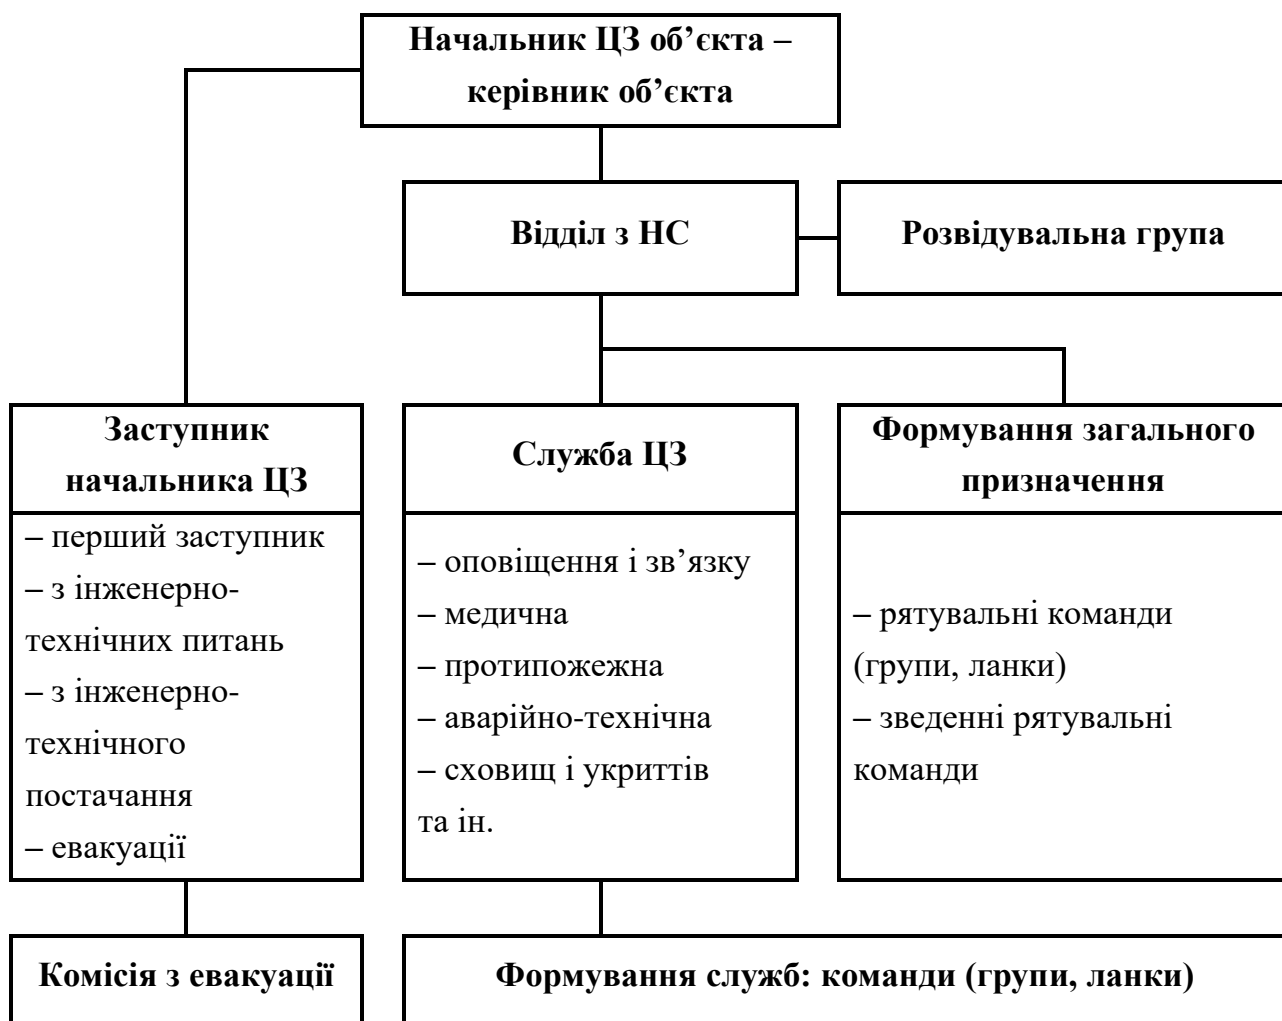 Начальник ЦЗ об’єкта –
керівник об’єкта
Відділ з НС
Розвідувальна група
Заступник
начальника ЦЗ
– перший заступник
– з інженерно-
технічних питань
– з інженерно-
технічного
постачання
– евакуації
Служба ЦЗ
– оповіщення і зв’язку
– медична
– протипожежна
– аварійно-технічна
– сховищ і укриттів
та ін.
Формування загального
призначення
– рятувальні команди
(групи, ланки)
– зведенні рятувальні
команди
Комісія з евакуації
Формування служб: команди (групи, ланки)